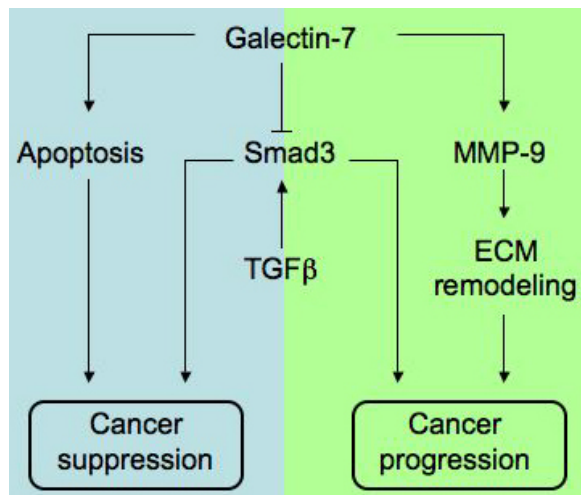 Galectin-7
Apoptosis
Smad3
MMP-9
TGFβ
ECM
remodeling
Cancer
suppression
Cancer
progression